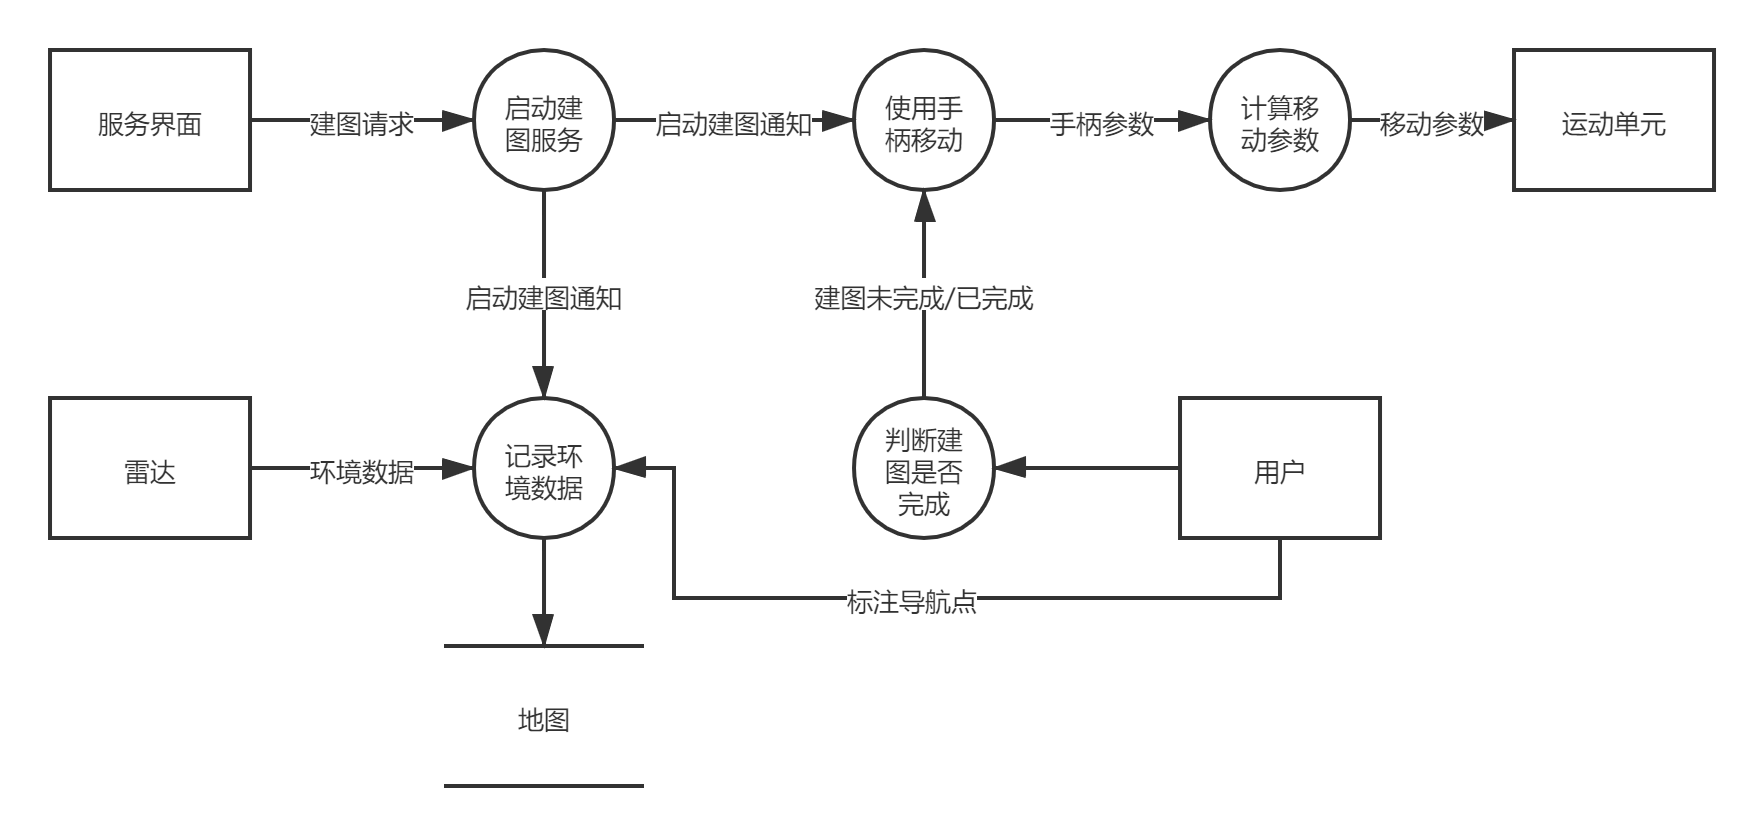 服务界面
建图请求
启动建
图服务
启动建图通知
使用手
柄移动
手柄参数
计算移
动参数
移动参数
运动单元
启动建图通知
建图未完成/已完成
雷达
环境数据
记录环
境数据
判断建
图是否
完成
用户
标注导航点
地图